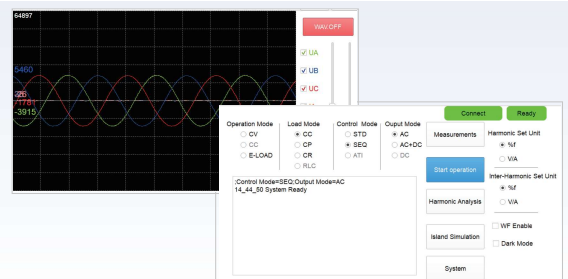 64897
WAV.OFF
5460
UA
UB
UC
-1781
-3915
Connect
Ready
Operation Mode
Load Mode
Control Mode
Ouput Mode
CV
CC
STD
AC
CC
CP
SEQ
AC+DC
E-LOAD
CR
ATI
DC
RLC
;Control Mode=SEQ;Output Mode=AC
14_44_50 System Ready
Measurements
Harmonic Set Unit
%f
V/A
Start operation
Inter-Harmonic Set Unit
%f
V/A
Harmonic Analysis
WF Enable
Island Simulation
Dark Mode
System